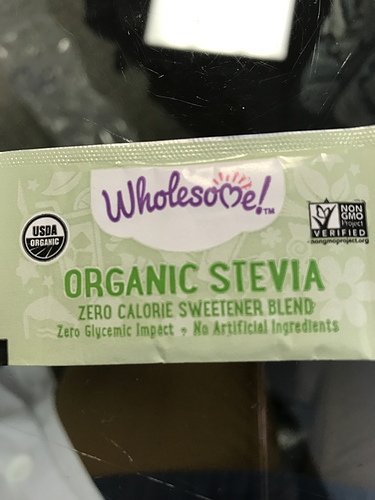 Wholesome!™
USDA
ORGANIC
NON
GMO
Project
VERIFIED
nongmoproject.org
ORGANIC STEVIA
ZERO CALORIE SWEETENER BLEND
Zero Glycemic Impact , No Artificial Ingredients